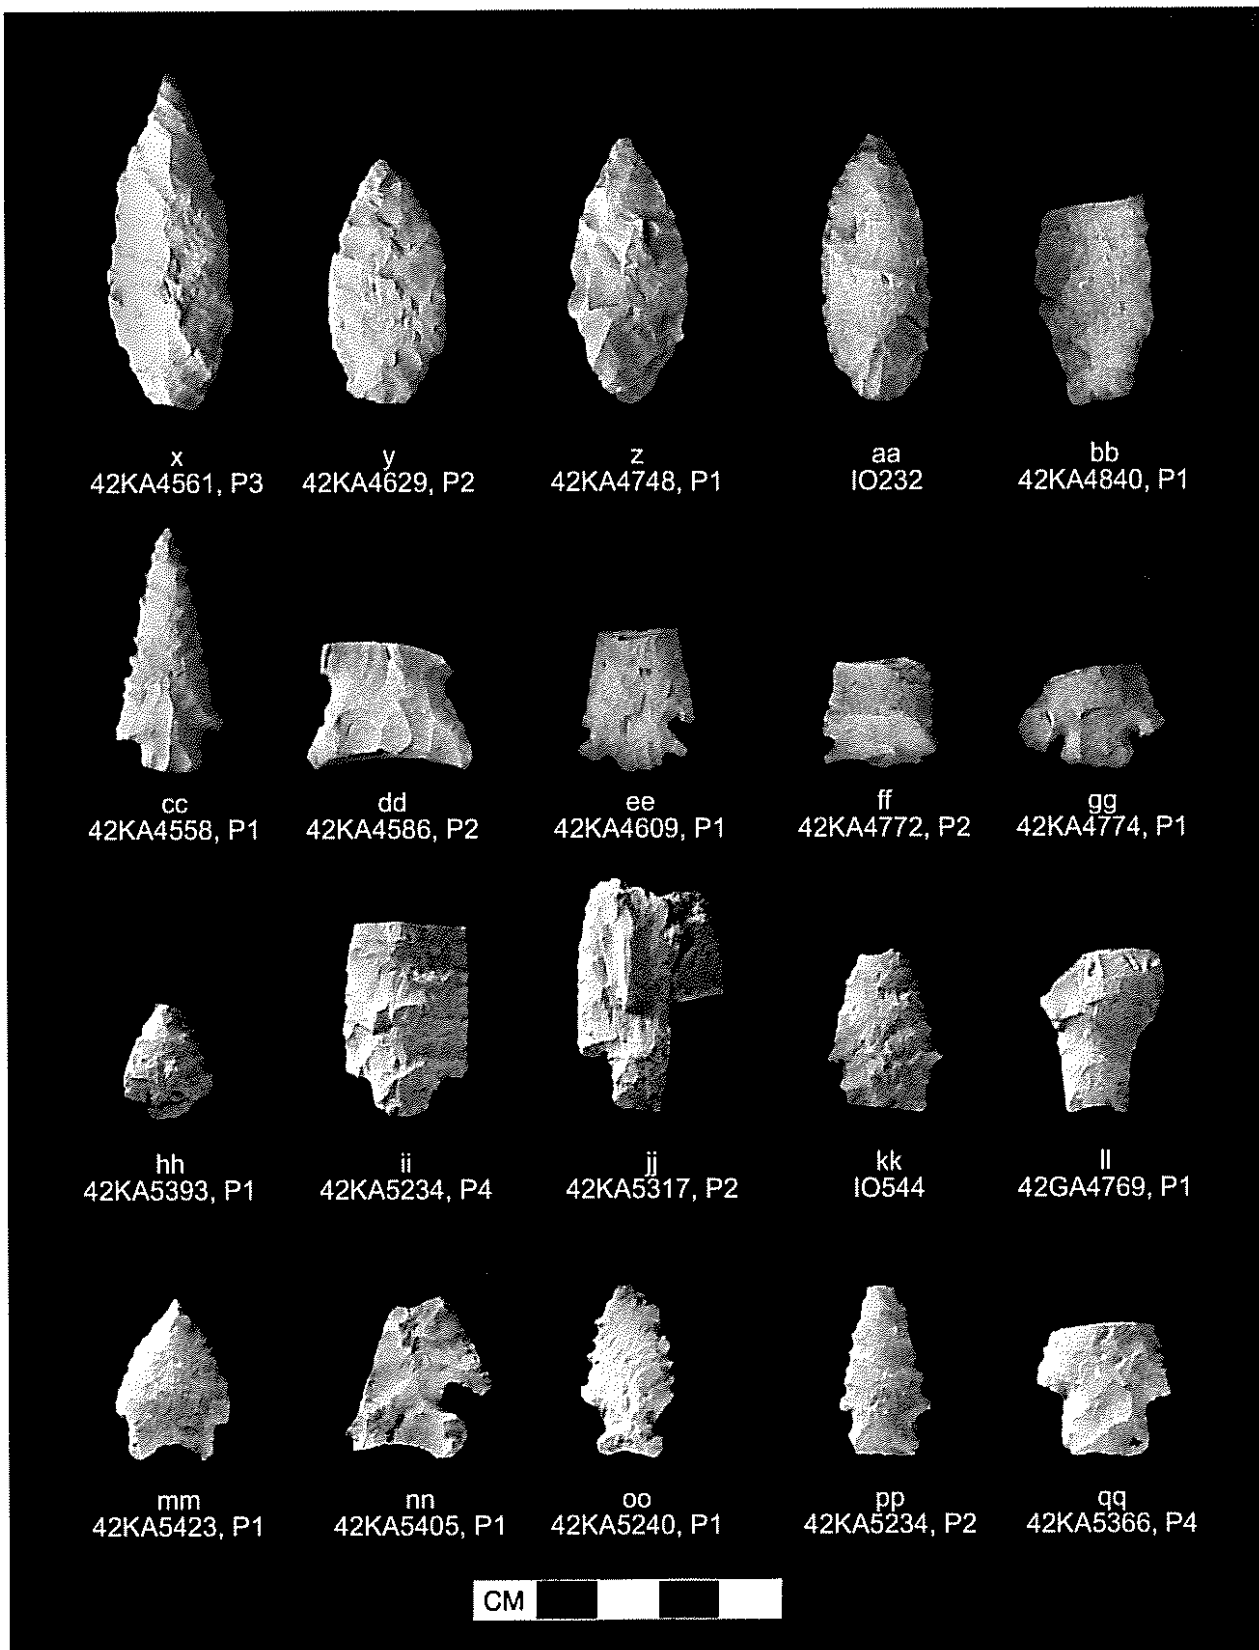 x
42KA4561, P3
y
42KA4629, P2
z
42KA4748, P1
aa
IO232
bb
42KA4840, P1
cc
42KA4558, P1
dd
42KA4586, P2
ee
42KA4609, P1
ff
42KA4772, P2
gg
42KA4774, P1
hh
42KA5393, P1
ii
42KA5234, P4
jj
42KA5317, P2
kk
IO544
ll
42GA4769, P1
mm
42KA5423, P1
nn
42KA5405, P1
oo
42KA5240, P1
pp
42KA5234, P2
qq
42KA5366, P4
CM